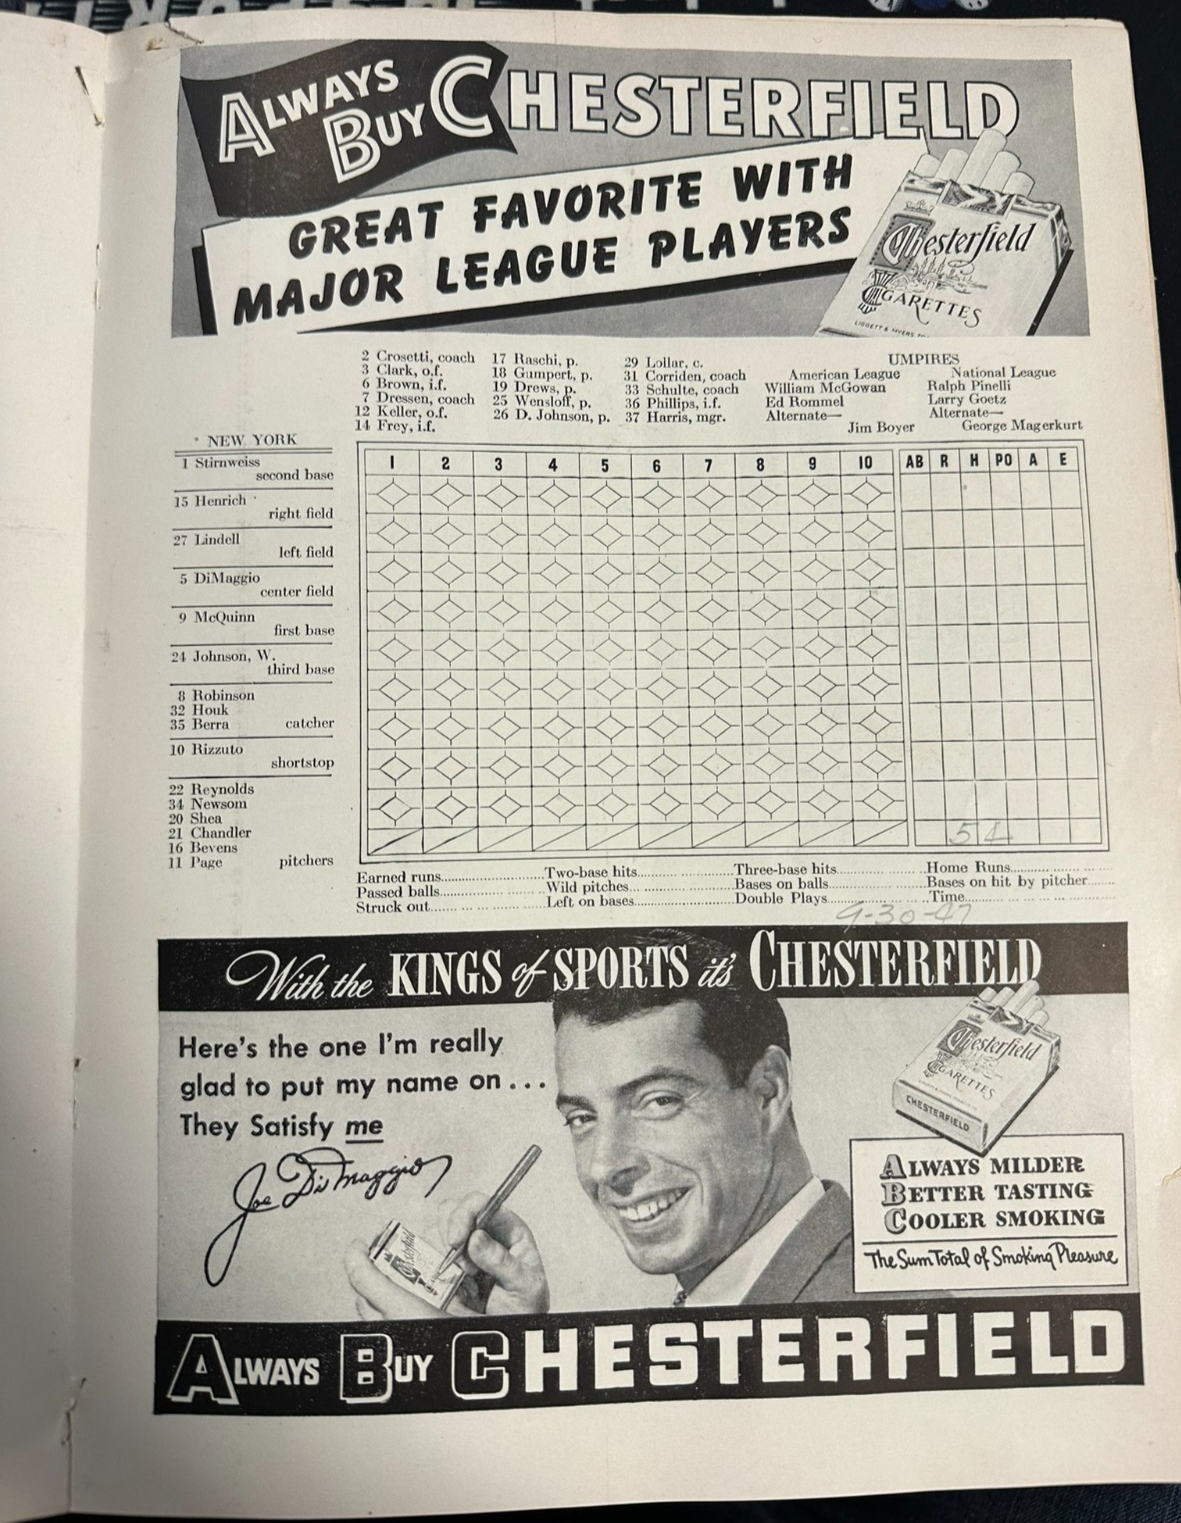 ALWAYS
BUY CHESTERFIELD
GREAT FAVORITE WITH
MAJOR LEAGUE PLAYERS
Chesterfield
CIGARETTES
LIGGETT & MYERS
2 Crosetti, coach
3 Clark, o.f.
6 Brown, i.f.
7 Dressen, coach
12 Keller, o.f.
14 Frey, i.f.
17 Raschi, p.
18 Gumpert, p.
19 Drews, p.
25 Wensloff, p.
26 D. Johnson, p.
29 Lollar, c.
31 Corriden, coach
33 Schulte, coach
36 Phillips, i.f.
37 Harris, mgr.
UMPIRES
American League
William McGowan
Ed Rommel
Alternate—
Jim Boyer
National League
Ralph Pinelli
Larry Goetz
Alternate—
George Magerkurt
* NEW YORK
1 2 3 4 5 6 7 8 9 10 AB R H PO A E
1 Stirnweiss
second base
15 Henrich
right field
27 Lindell
left field
5 DiMaggio
center field
9 McQuinn
first base
24 Johnson, W.
third base
8 Robinson
32 Houk
35 Berra catcher
10 Rizzuto
shortstop
22 Reynolds
34 Newsom
20 Shea
21 Chandler
16 Bevens
11 Page pitchers
5
Earned runs Two-base hits Three-base hits Home Runs
Passed balls Wild pitches Bases on balls Bases on hit by pitcher
Struck out Left on bases Double Plays Time
9-30-47
With the KINGS of SPORTS it's CHESTERFIELD
Here's the one I'm really
glad to put my name on...
They Satisfy me
Joe DiMaggio
Chesterfield
Chesterfield
CIGARETTES
CHESTERFIELD
ALWAYS MILDER
BETTER TASTING
COOLER SMOKING
The Sum Total of Smoking Pleasure
ALWAYS BUY CHESTERFIELD